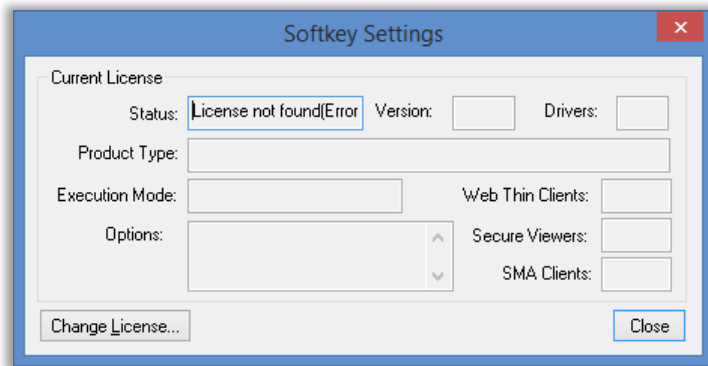 Softkey Settings
Current License
Status: License not found(Error Version: Drivers:
Product Type:
Execution Mode: Web Thin Clients:
Options: Secure Viewers:
SMA Clients:
Change License... Close